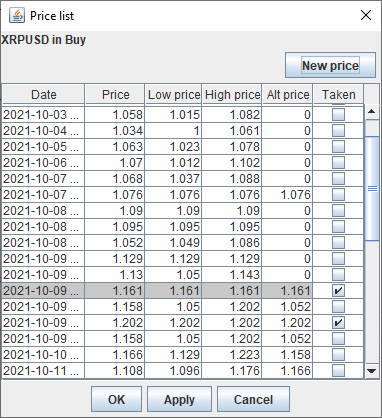 Price list
XRPUSD in Buy
New price
Date Price Low price High price Alt price Taken
2021-10-03 ... 1.058 1.015 1.082 0
2021-10-04 ... 1.034 1 1.061 0
2021-10-05 ... 1.063 1.023 1.078 0
2021-10-06 ... 1.07 1.012 1.102 0
2021-10-07 ... 1.068 1.037 1.088 0
2021-10-07 ... 1.076 1.076 1.076 1.076
2021-10-08 ... 1.09 1.09 1.09 0
2021-10-08 ... 1.095 1.095 1.095 0
2021-10-08 ... 1.052 1.049 1.086 0
2021-10-09 ... 1.129 1.129 1.129 0
2021-10-09 ... 1.13 1.05 1.143 0
2021-10-09 ... 1.161 1.161 1.161 1.161
2021-10-09 ... 1.158 1.05 1.202 1.052
2021-10-09 ... 1.202 1.202 1.202 1.202
2021-10-09 ... 1.158 1.05 1.202 1.052
2021-10-10 ... 1.166 1.129 1.223 1.158
2021-10-11 ... 1.108 1.096 1.176 1.166
OK Apply Cancel